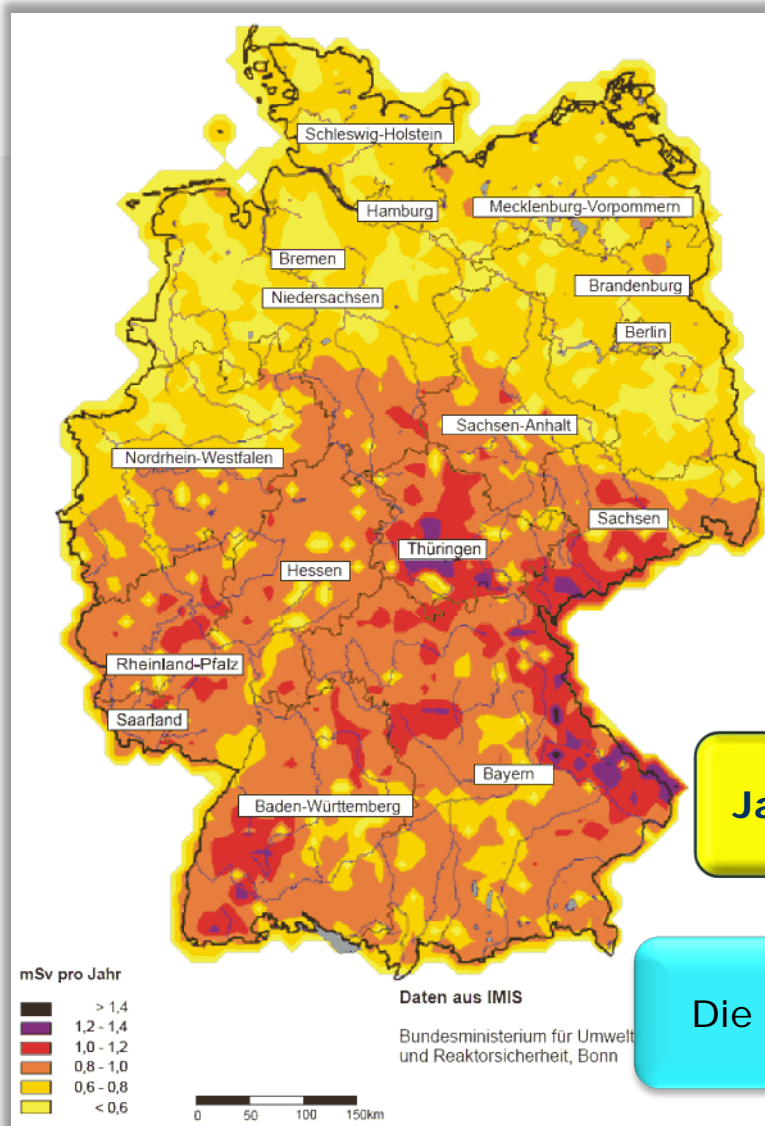 Schleswig-Holstein
Hamburg
Mecklenburg-Vorpommern
Bremen
Niedersachsen
Brandenburg
Berlin
Sachsen-Anhalt
Nordrhein-Westfalen
Sachsen
Thüringen
Hessen
Rheinland-Pfalz
Saarland
Bayern
Baden-Württemberg
Ja
Die
mSv pro Jahr
> 1,4
1,2 - 1,4
1,0 - 1,2
0,8 - 1,0
0,6 - 0,8
< 0,6
0 50 100 150km
Daten aus IMIS
Bundesministerium für Umwelt
und Reaktorsicherheit, Bonn